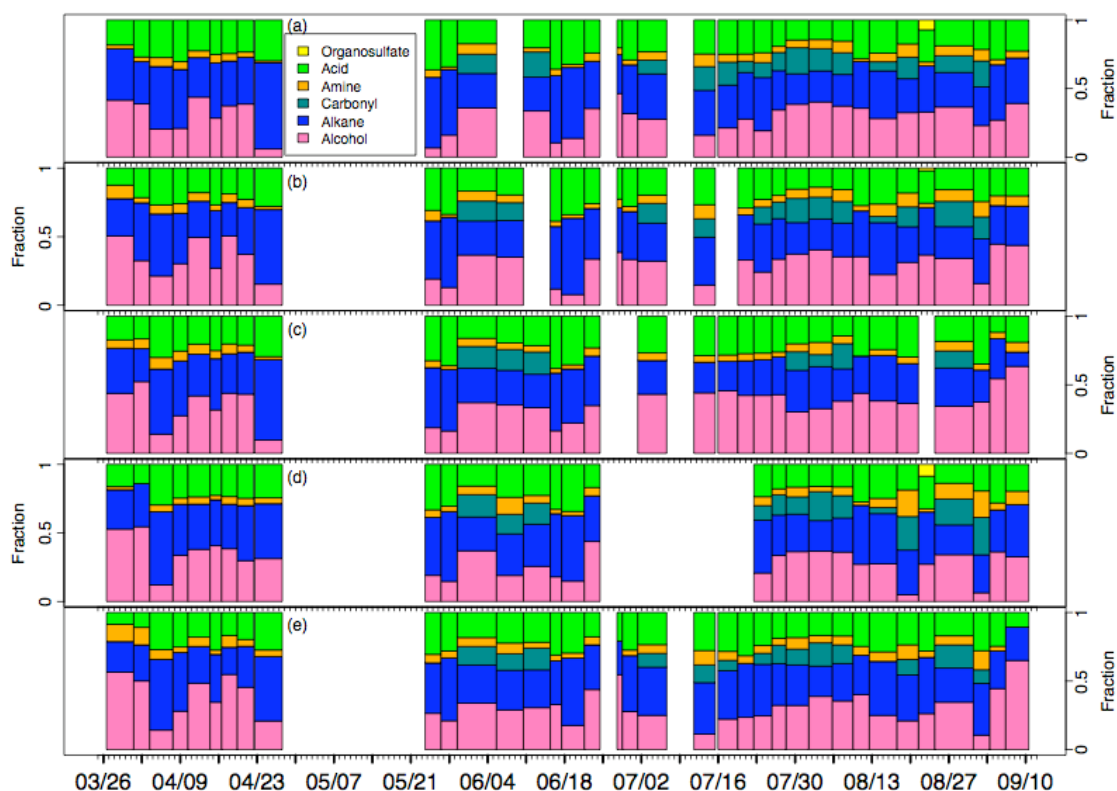 (a)
Organosulfate
Acid
Amine
Carbonyl
Alkane
Alcohol
1
0.5
0
Fraction
(b)
1
0.5
0
Fraction
(c)
1
0.5
0
Fraction
(d)
1
0.5
0
Fraction
(e)
1
0.5
0
Fraction
03/26 04/09 04/23 05/07 05/21 06/04 06/18 07/02 07/16 07/30 08/13 08/27 09/10